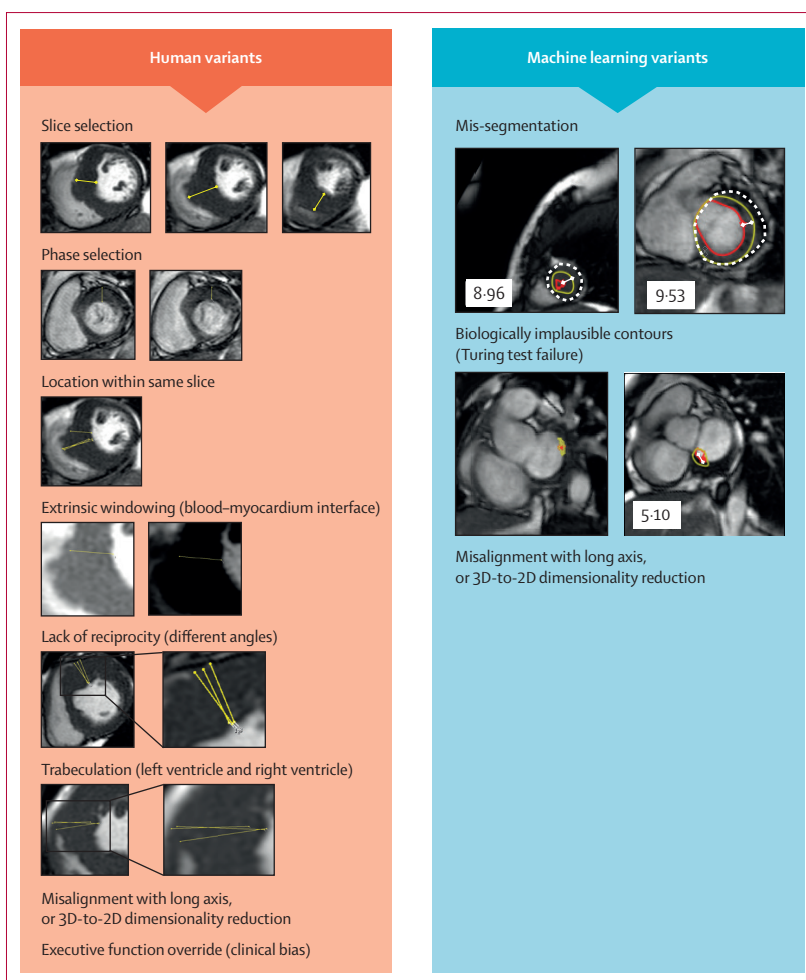 Human variants
Slice selection
Phase selection
Location within same slice
Extrinsic windowing (blood–myocardium interface)
Lack of reciprocity (different angles)
Trabeculation (left ventricle and right ventricle)
Misalignment with long axis,
or 3D-to-2D dimensionality reduction
Executive function override (clinical bias)
Machine learning variants
Mis-segmentation
8·96
9·53
Biologically implausible contours
(Turing test failure)
5·10
Misalignment with long axis,
or 3D-to-2D dimensionality reduction